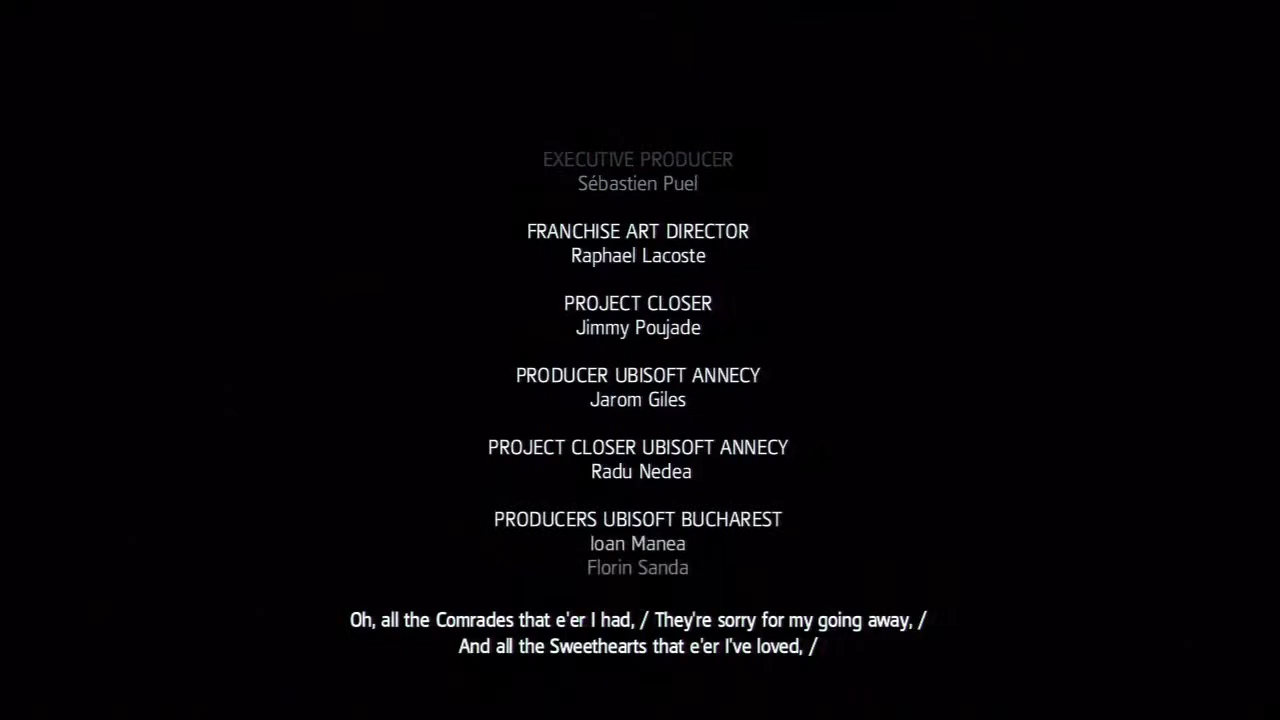 EXECUTIVE PRODUCER
Sébastien Puel
FRANCHISE ART DIRECTOR
Raphael Lacoste
PROJECT CLOSER
Jimmy Poujade
PRODUCER UBISOFT ANNECY
Jarom Giles
PROJECT CLOSER UBISOFT ANNECY
Radu Nedea
PRODUCERS UBISOFT BUCHAREST
Ioan Manea
Florin Sanda
Oh, all the Comrades that e'er I had, / They're sorry for my going away, /
And all the Sweethearts that e'er I've loved, /